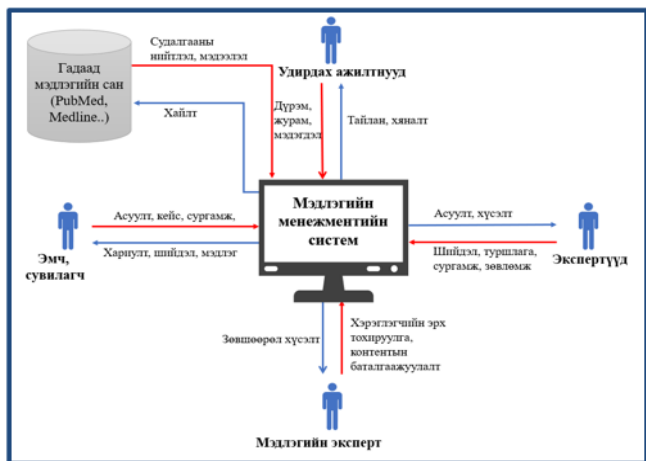 Гадаад
мэдлэгийн сан
(PubMed,
Medline..)
Судалгааны
нийтлэл, мэдээлэл
Хайлт
Удирдах ажилтнууд
Дүрэм,
журам,
мэдэгдэл
Тайлан, хяналт
Мэдлэгийн
менежментийн
систем
Асуулт, кейс, сургамж,
Хариулт, шийдэл, мэдлэг
Эмч,
сувилагч
Асуулт, хүсэлт
Шийдэл, туршлага,
сургамж, зөвлөмж
Экспертүүд
Зөвшөөрөл хүсэлт
Хэрэглэгчийн эрх
тохируулга,
контентын
баталгаажуулалт
Мэдлэгийн эксперт